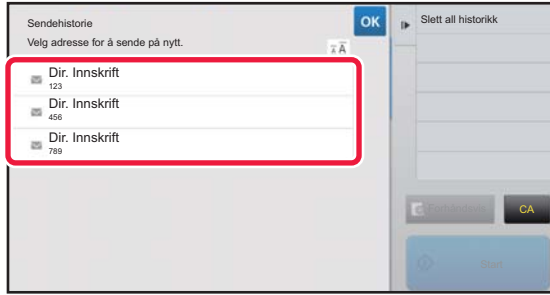 Sendehistorie
OK
Slett all historikk
Velg adresse for å sende på nytt.
A A
Dir. Innskrift
123
Dir. Innskrift
456
Dir. Innskrift
789
CA
Start